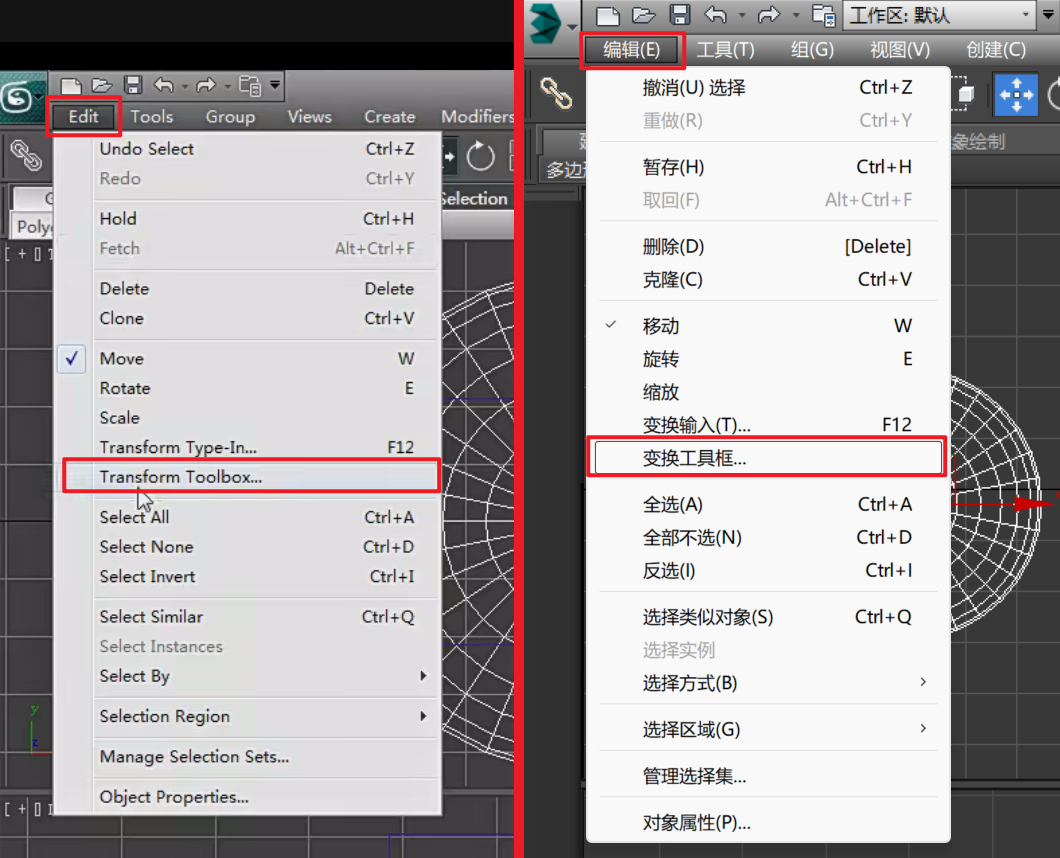 Edit Tools Group Views Create Modifiers
Undo Select Ctrl+Z
Redo Ctrl+Y
Hold Ctrl+H
Fetch Alt+Ctrl+F
Delete Delete
Clone Ctrl+V
Move W
Rotate E
Scale
Transform Type-In... F12
Transform Toolbox...
Select All Ctrl+A
Select None Ctrl+D
Select Invert Ctrl+I
Select Similar Ctrl+Q
Select Instances
Select By
Selection Region
Manage Selection Sets...
Object Properties...
Selection
Poly
[ + ]
[ + ]
y
z
工作区: 默认
编辑(E) 工具(T) 组(G) 视图(V) 创建(C)
撤消(U) 选择 Ctrl+Z
重做(R) Ctrl+Y
暂存(H) Ctrl+H
取回(F) Alt+Ctrl+F
删除(D) [Delete]
克隆(C) Ctrl+V
移动 W
旋转 E
缩放
变换输入(T)... F12
变换工具框...
全选(A) Ctrl+A
全部不选(N) Ctrl+D
反选(I) Ctrl+I
选择类似对象(S) Ctrl+Q
选择实例
选择方式(B)
选择区域(G)
管理选择集...
对象属性(P)...
象绘制
多边